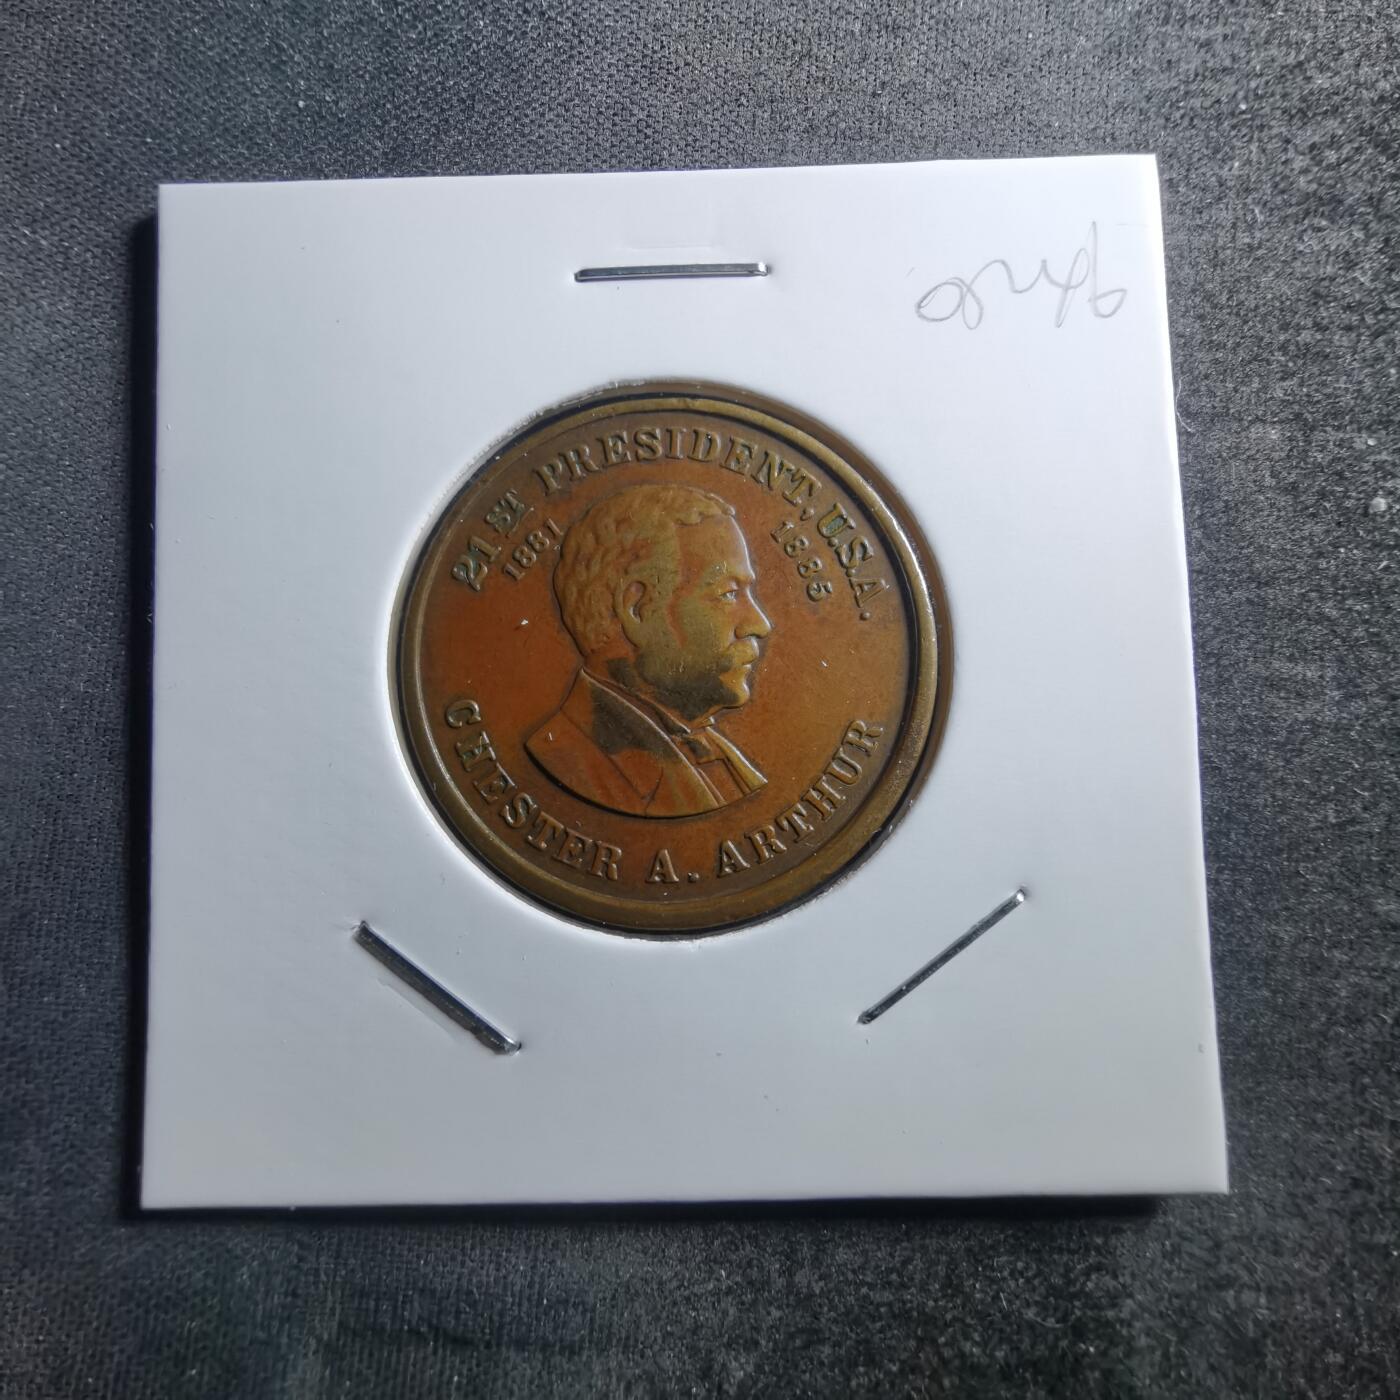 21ST PRESIDENT, U.S.A.
1881 1885
CHESTER A. ARTHUR